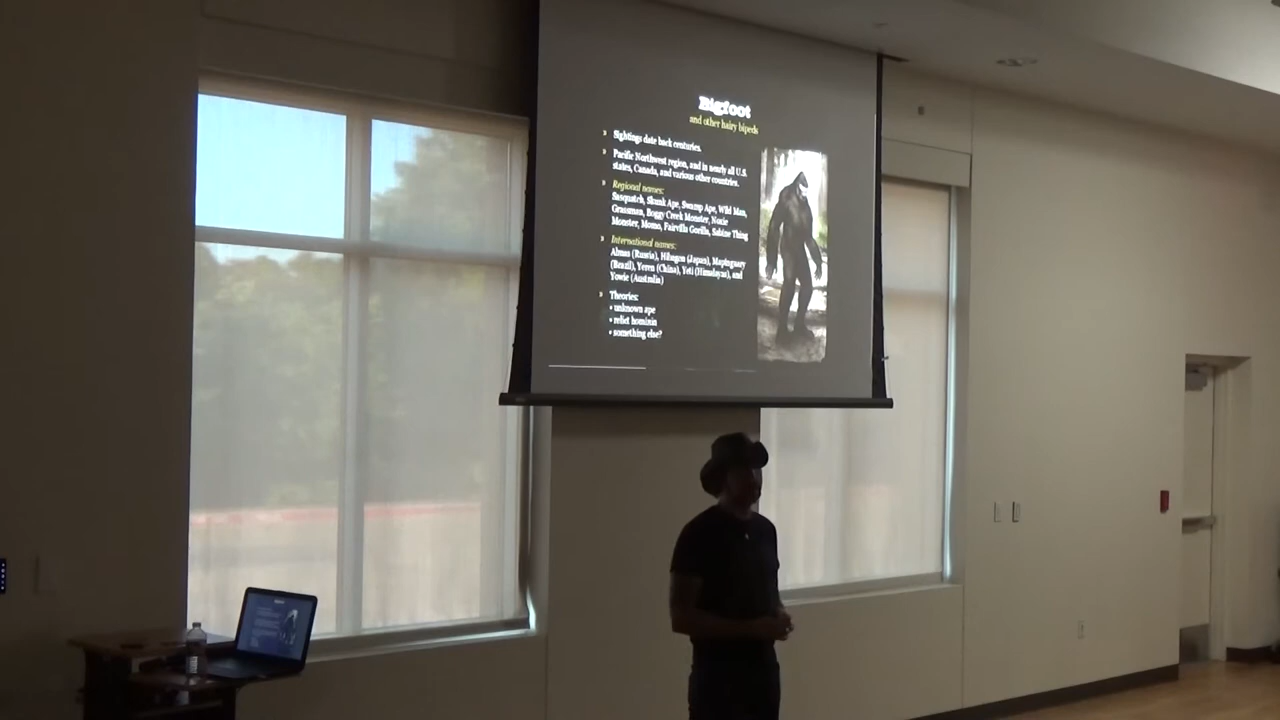 Bigfoot
and other hairy bipeds
Sightings date back centuries.
Pacific Northwest region, and in nearly all U.S.
states, Canada, and various other countries.
Regional names:
Sasquatch, Skunk Ape, Swamp Ape, Wild Man,
Grassman, Boggy Creek Monster, Noxie
Monster, Momo, Fairvilla Gorilla, Sabine Thing
International names:
Almas (Russia), Hibagon (Japan), Mapinguary
(Brazil), Yeren (China), Yeti (Himalayas), and
Yowie (Australia)
Theories:
• unknown ape
• relict hominin
• something else?